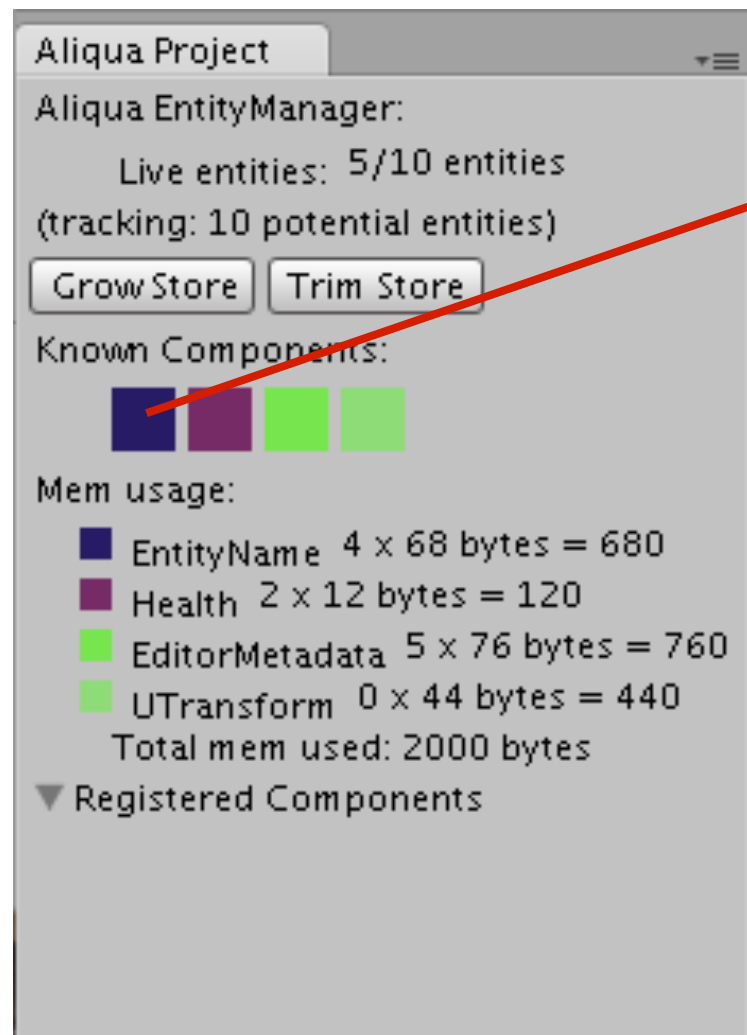 Aliqua Project
Aliqua EntityManager:
Live entities: 5/10 entities
(tracking: 10 potential entities)
Grow Store Trim Store
Known Components:
Mem usage:
EntityName 4 x 68 bytes = 680
Health 2 x 12 bytes = 120
EditorMetadata 5 x 76 bytes = 760
UTransform 0 x 44 bytes = 440
Total mem used: 2000 bytes
Registered Components